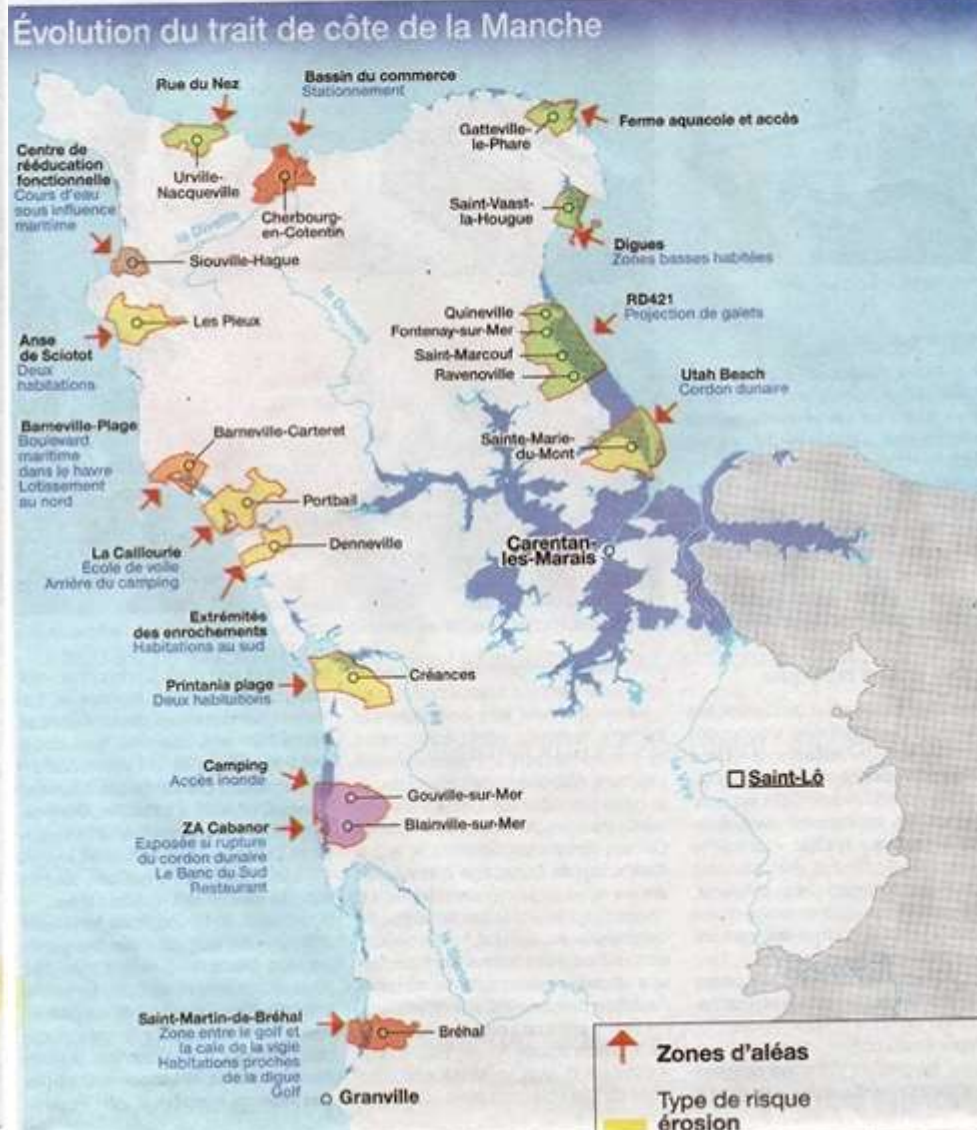 Évolution du trait de côte de la Manche
Rue du Nez
Bassin du commerce
Stationnement
Ferme aquacole et accès
Gatteville-
le-Phare
Centre de
rééducation
fonctionnelle
Cours d'eau
sous influence
maritime
Urville-
Nacqueville
Cherbourg-
en-Cotentin
la Divette
Saint-Vaast-
la-Hougue
Digues
Zones basses habitées
Siouville-Hague
la Douve
Quineville
Fontenay-sur-Mer
Saint-Marcouf
Ravenoville
RD421
Projection de galets
Les Pieux
Anse
de Sciotot
Deux
habitations
Utah Beach
Cordon dunaire
Barneville-Plage
Boulevard
maritime
dans le havre
Lotissement
au nord
Barneville-Carteret
Sainte-Marie-
du-Mont
Portbail
La Caillourie
École de voile
Arrière du camping
Denneville
Carentan-
les-Marais
Extrémités
des enrochements
Habitations au sud
Printania plage
Deux habitations
Créances
l'Ay
la Vire
Camping
Accès inondé
Gouville-sur-Mer
Saint-Lô
ZA Cabanor
Exposée si rupture
du cordon dunaire
Le Banc du Sud
Restaurant
Blainville-sur-Mer
Saint-Martin-de-Bréhal
Zone entre le golf et
la cale de la vigie
Habitations proches
de la digue
Golf
Bréhal
Granville
Zones d'aléas
Type de risque
érosion